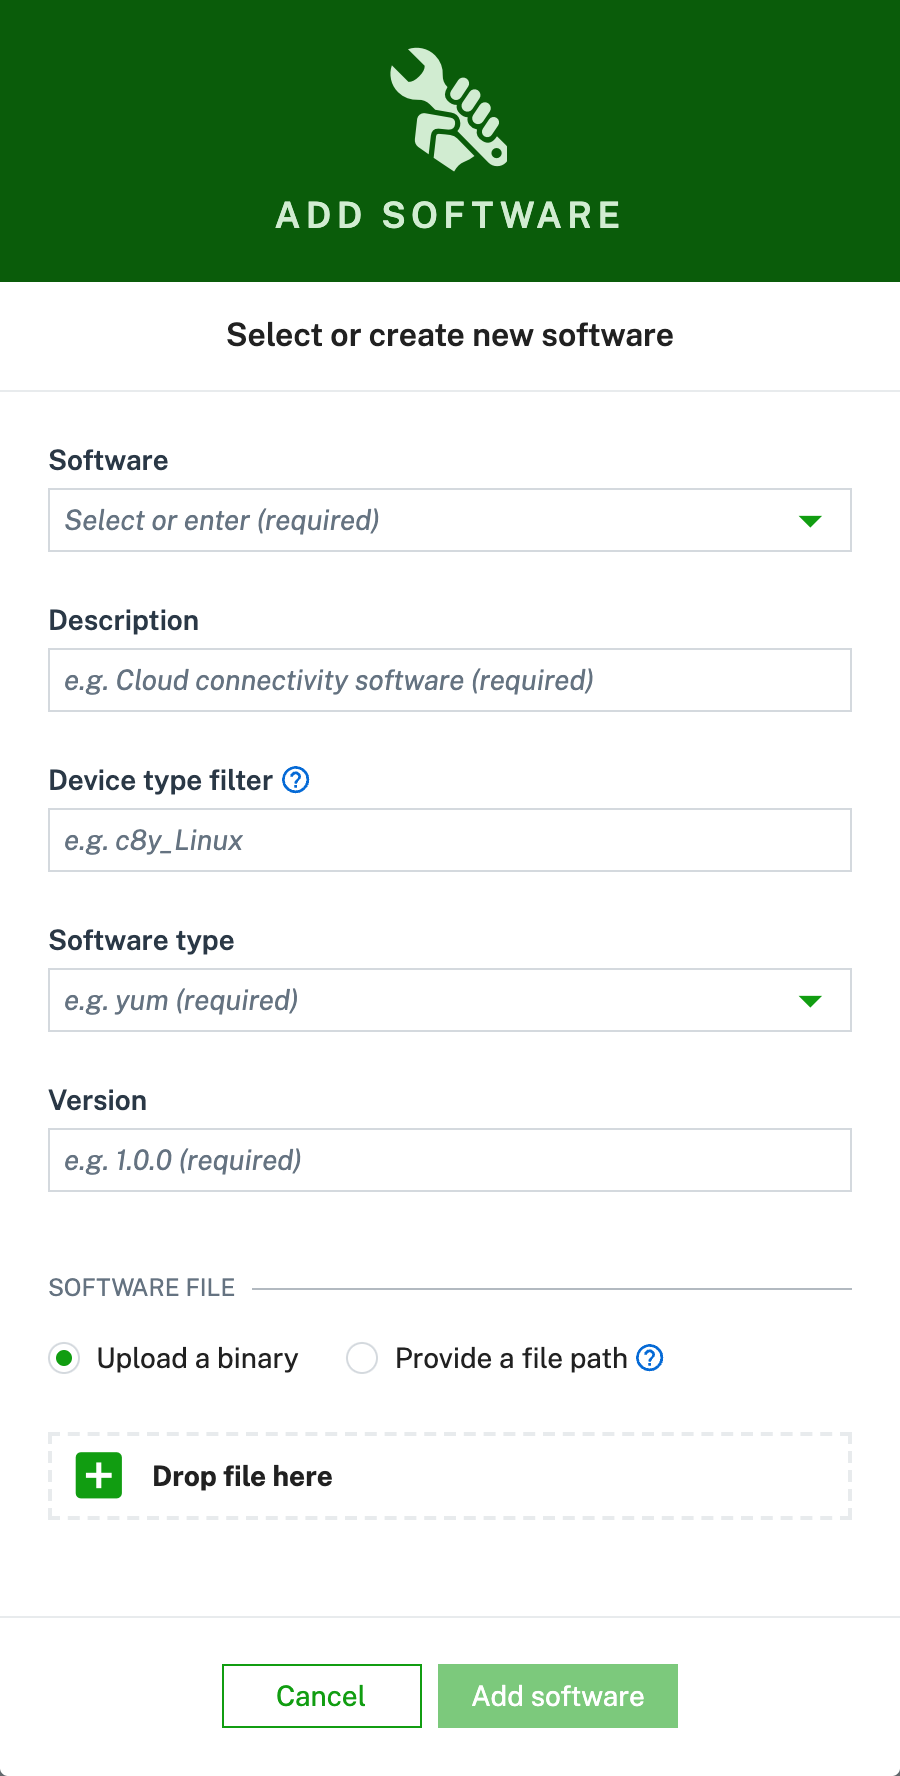 ADD SOFTWARE
Select or create new software
Software
Select or enter (required)
Description
e.g. Cloud connectivity software (required)
Device type filter
e.g. c8y_Linux
Software type
e.g. yum (required)
Version
e.g. 1.0.0 (required)
SOFTWARE FILE
Upload a binary Provide a file path
Drop file here
Cancel Add software